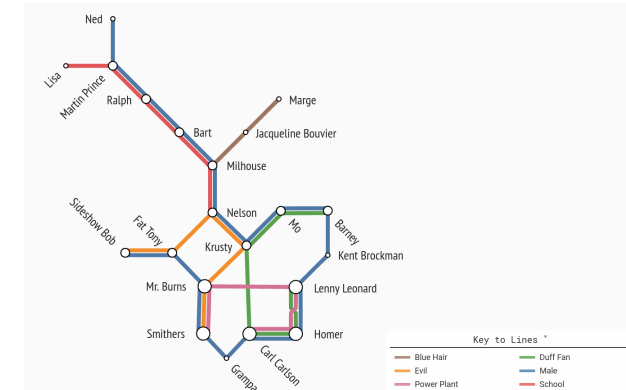 Ned
Lisa
Martin Prince
Ralph
Marge
Bart
Jacqueline Bouvier
Milhouse
Sideshow Bob
Fat Tony
Nelson
Krusty
Mo
Barney
Kent Brockman
Mr. Burns
Lenny Leonard
Smithers
Homer
Carl Carlson
Grampa
Key to Lines ˅
Blue Hair
Duff Fan
Evil
Male
Power Plant
School